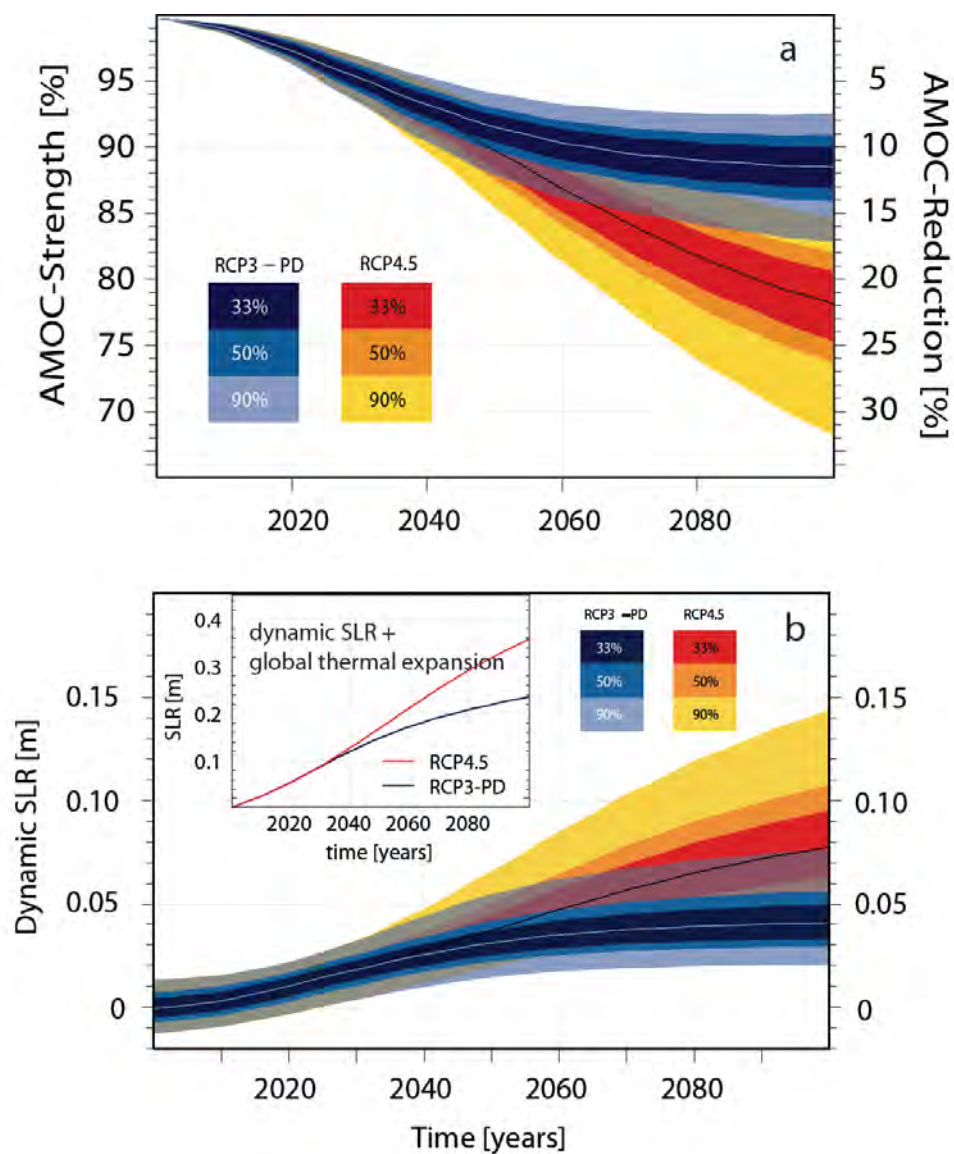 a
AMOC-Strength [%]
95
90
85
80
75
70
AMOC-Reduction [%]
5
10
15
20
25
30
RCP3 – PD RCP4.5
33% 33%
50% 50%
90% 90%
2020 2040 2060 2080
b
Dynamic SLR [m]
0.15
0.10
0.05
0
0.15
0.10
0.05
0
dynamic SLR +
global thermal expansion
SLR [m]
0.4
0.3
0.2
0.1
RCP4.5
RCP3-PD
2020 2040 2060 2080
time [years]
RCP3 –PD RCP4.5
33% 33%
50% 50%
90% 90%
2020 2040 2060 2080
Time [years]